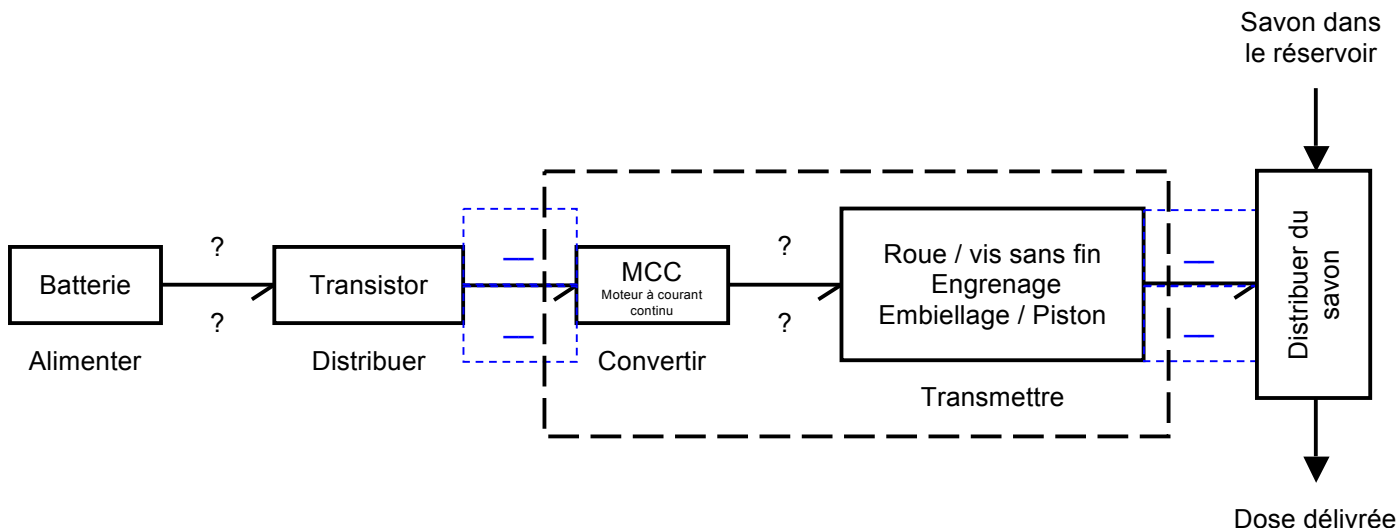 Savon dans
le réservoir
?
?
Batterie
Transistor
MCC
Moteur à courant
continu
?
?
Roue / vis sans fin
Engrenage
Embiellage / Piston
Distribuer du
savon
Alimenter
Distribuer
Convertir
Transmettre
Dose délivrée